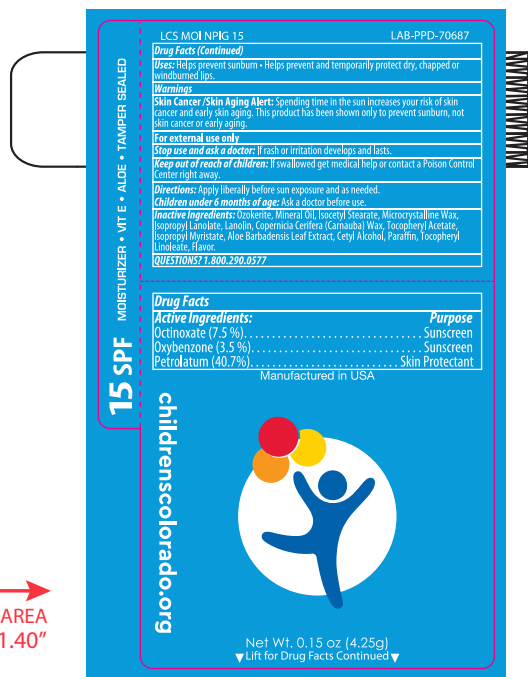 LCS MOI NPIG 15 LAB-PPD-70687
Drug Facts (Continued)
Uses: Helps prevent sunburn • Helps prevent and temporarily protect dry, chapped or
windburned lips.
Warnings
Skin Cancer /Skin Aging Alert: Spending time in the sun increases your risk of skin
cancer and early skin aging. This product has been shown only to prevent sunburn, not
skin cancer or early aging.
For external use only
Stop use and ask a doctor: If rash or irritation develops and lasts.
Keep out of reach of children: If swallowed get medical help or contact a Poison Control
Center right away.
Directions: Apply liberally before sun exposure and as needed.
Children under 6 months of age: Ask a doctor before use.
Inactive Ingredients: Ozokerite, Mineral Oil, Isocetyl Stearate, Microcrystalline Wax,
Isopropyl Lanolate, Lanolin, Copernicia Cerifera (Carnauba) Wax, Tocopheryl Acetate,
Isopropyl Myristate, Aloe Barbadensis Leaf Extract, Cetyl Alcohol, Paraffin, Tocopheryl
Linoleate, Flavor.
QUESTIONS? 1.800.290.0577
15 SPF MOISTURIZER • VIT E • ALOE • TAMPER SEALED
Drug Facts
Active Ingredients: Purpose
Octinoxate (7.5 %)............................Sunscreen
Oxybenzone (3.5 %)...........................Sunscreen
Petrolatum (40.7%)........................Skin Protectant
Manufactured in USA
childrenscolorado.org
Net Wt. 0.15 oz (4.25g)
▼Lift for Drug Facts Continued▼
AREA
1.40"